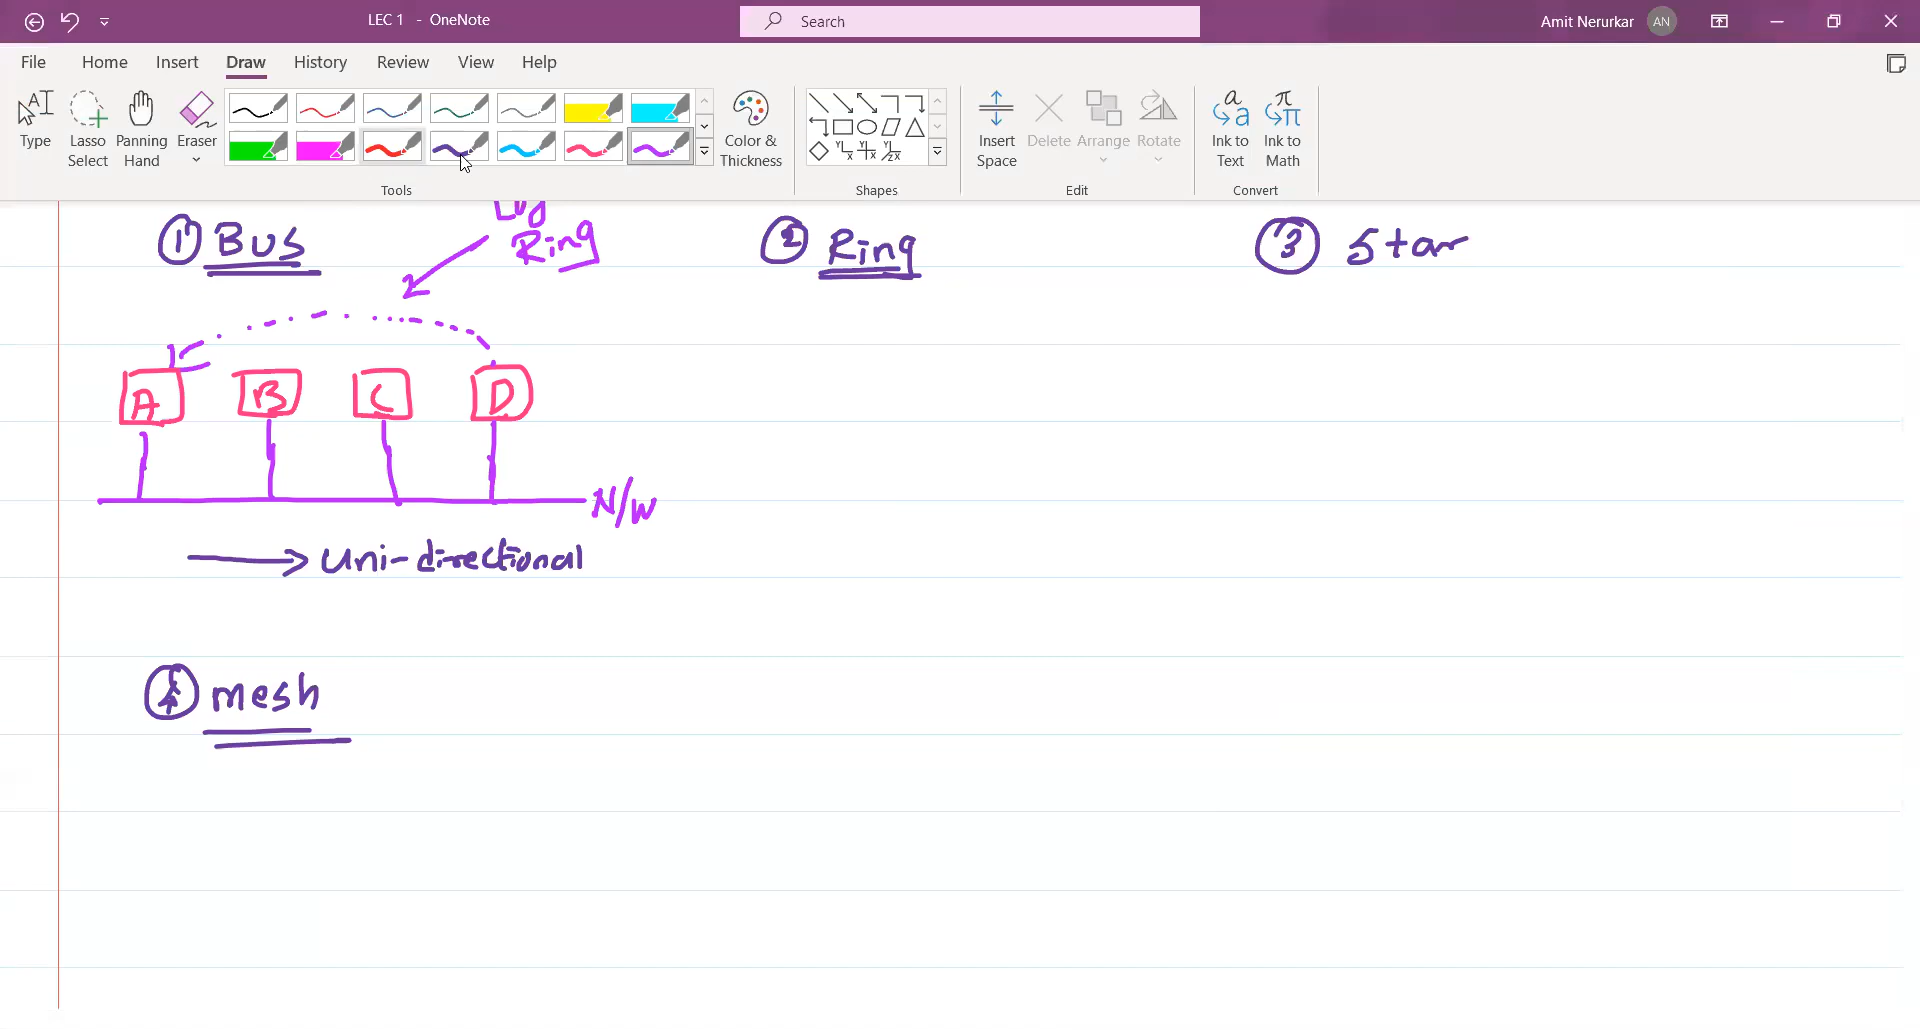 LEC 1 - OneNote
Search
Amit Nerurkar
AN
File
Home
Insert
Draw
History
Review
View
Help
Type
Lasso
Select
Panning
Hand
Eraser
Color &
Thickness
Insert
Space
Delete
Arrange
Rotate
Ink to
Text
Ink to
Math
Tools
Shapes
Edit
Convert
① Bus
Ring
② Ring
③ Star
A
B
C
D
N/W
Uni-directional
④ mesh